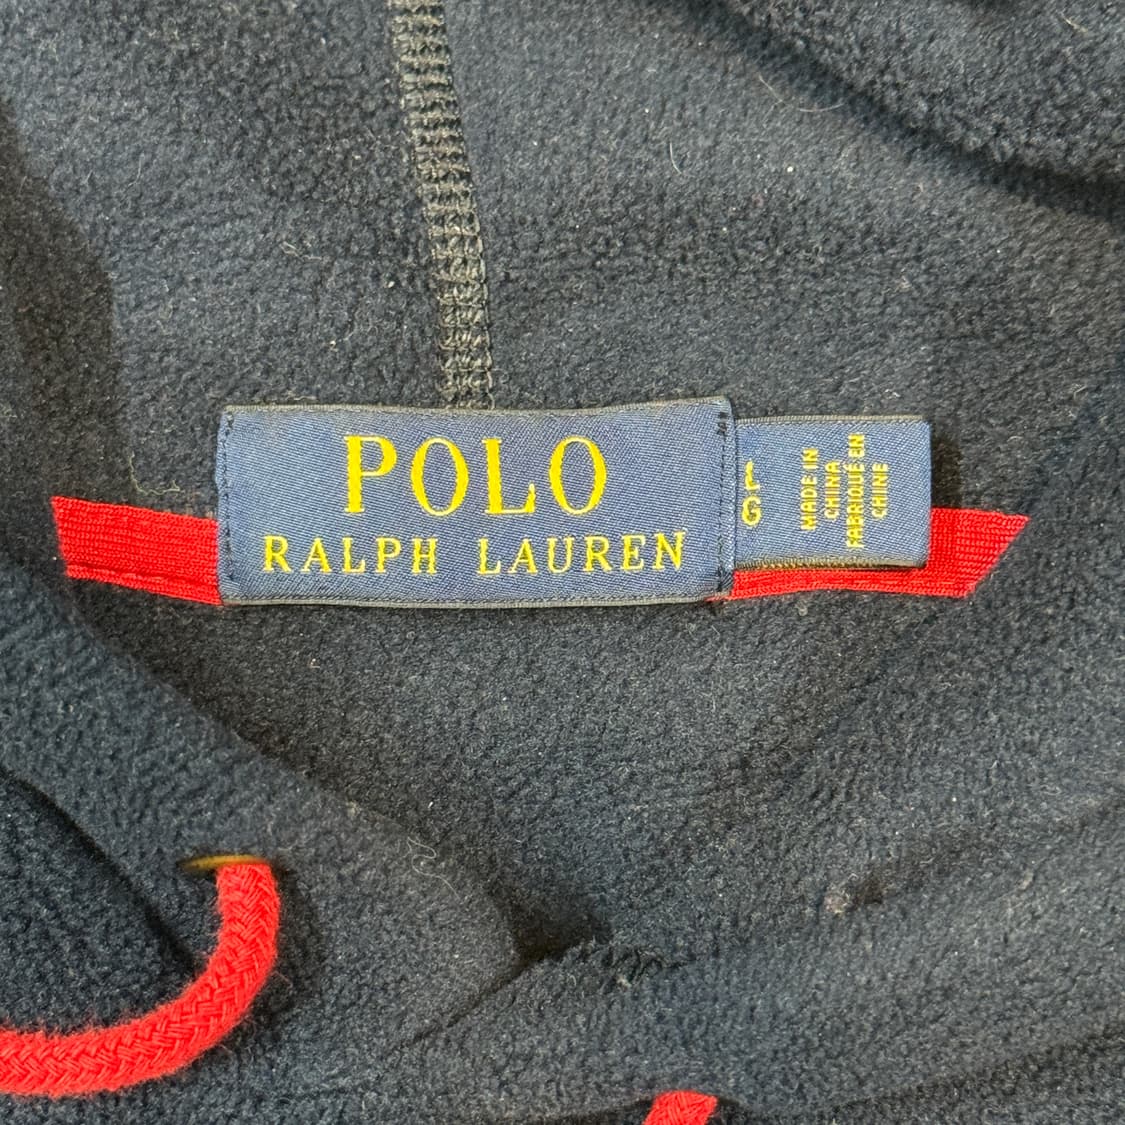 POLO
RALPH LAUREN
L
G
MADE IN
CHINA
FABRIQUÉ EN
CHINE